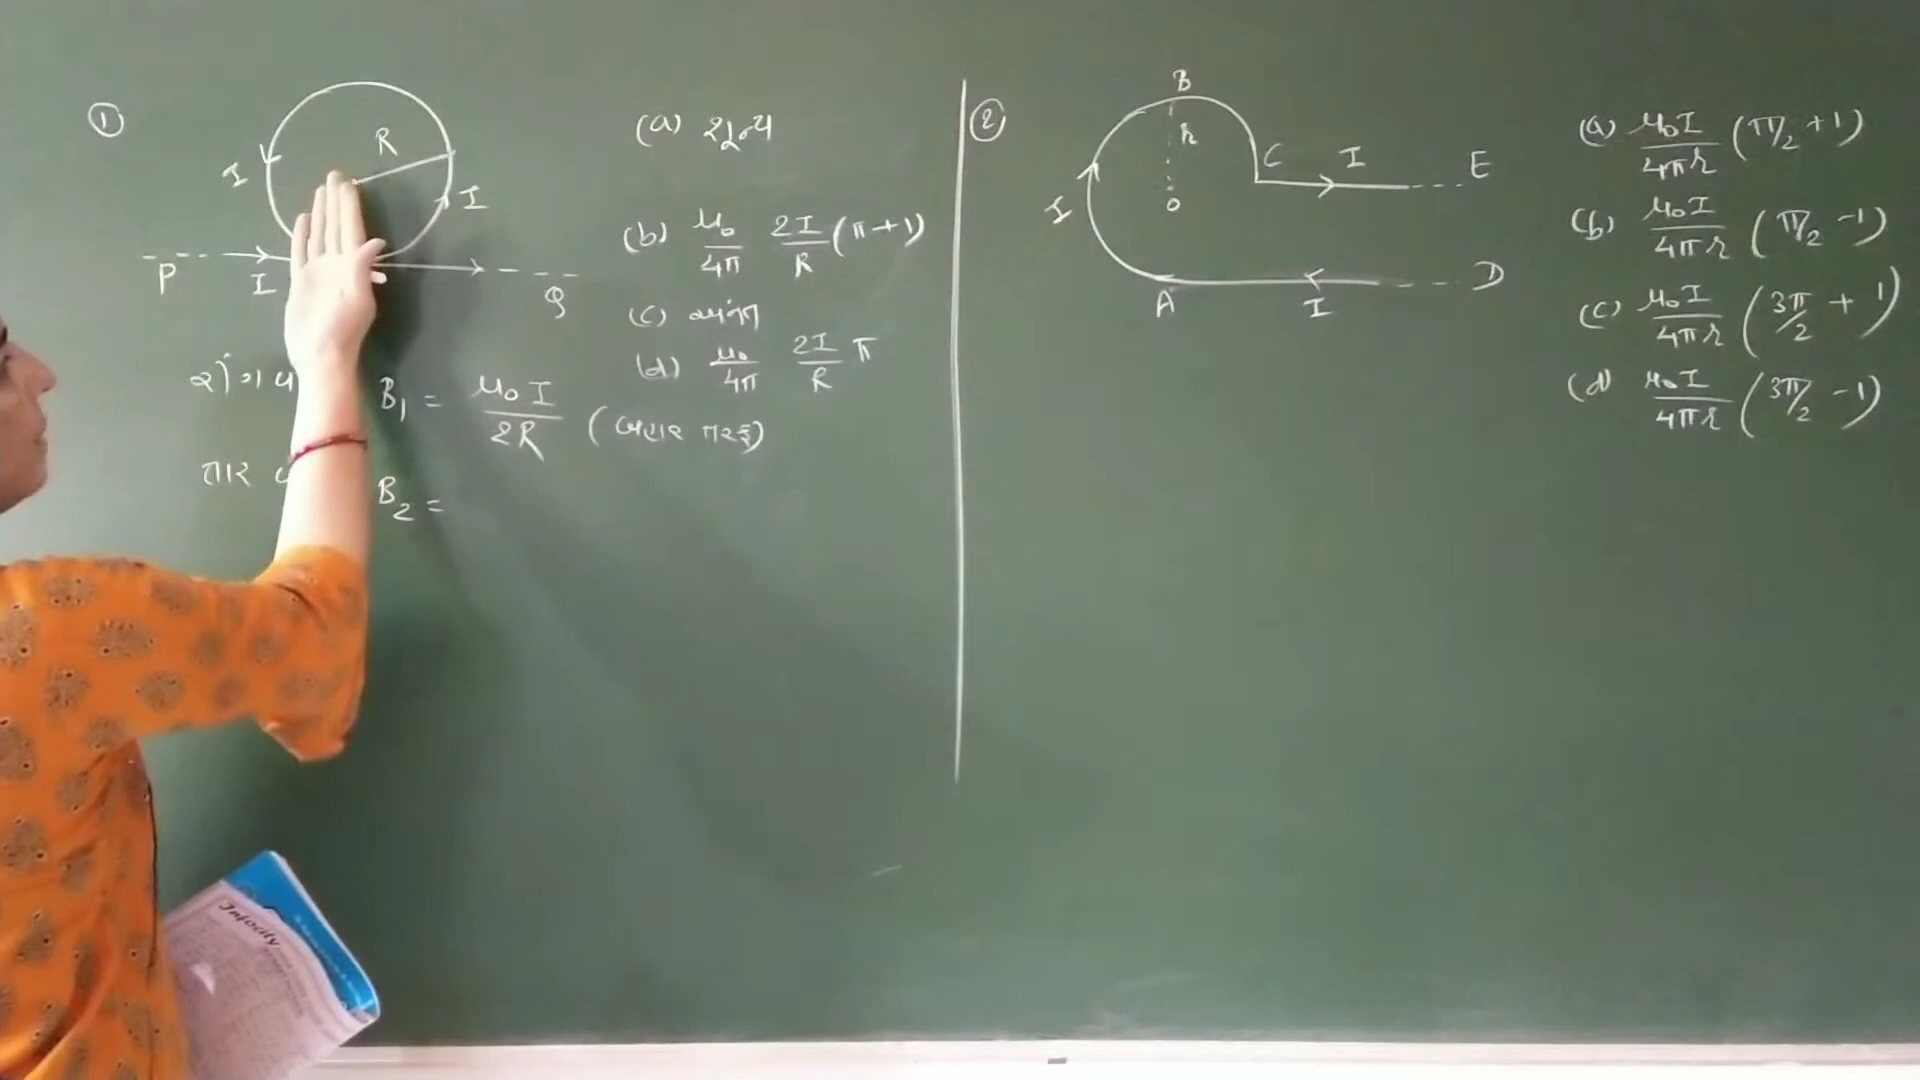 ①
R
I
I
P
I
Q
(a) શૂન્ય
(b) μ₀/4π 2I/R (π+1)
(c) અનંત
(d) μ₀/4π 2I/R π
B₁ = μ₀I/2R (બહાર તરફ)
તાર
B₂ =
②
B
r
C
I
E
O
I
A
I
D
(a) μ₀I/4πr (π/2 + 1)
(b) μ₀I/4πr (π/2 - 1)
(c) μ₀I/4πr (3π/2 + 1)
(d) μ₀I/4πr (3π/2 - 1)
Infocity